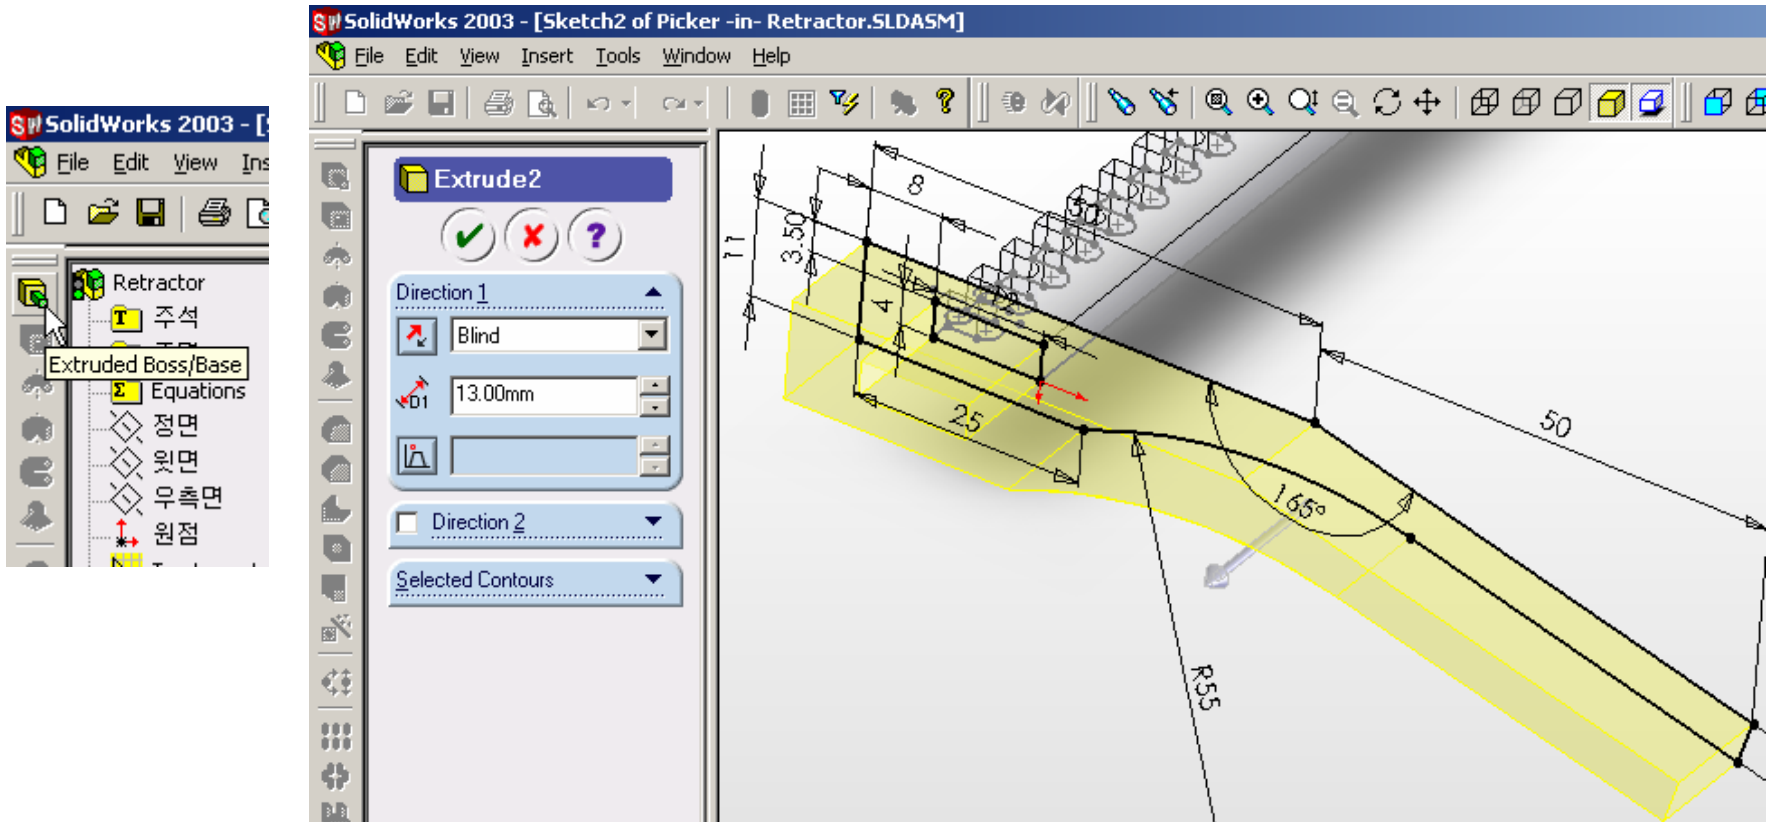 SolidWorks 2003 - [
File Edit View Ins
Retractor
주석
Extruded Boss/Base
Equations
정면
윗면
우측면
원점
SolidWorks 2003 - [Sketch2 of Picker -in- Retractor.SLDASM]
File Edit View Insert Tools Window Help
Extrude2
Direction 1
Blind
D1
13.00mm
Direction 2
Selected Contours
8
50
11
3.50
4
25
50
165°
R55